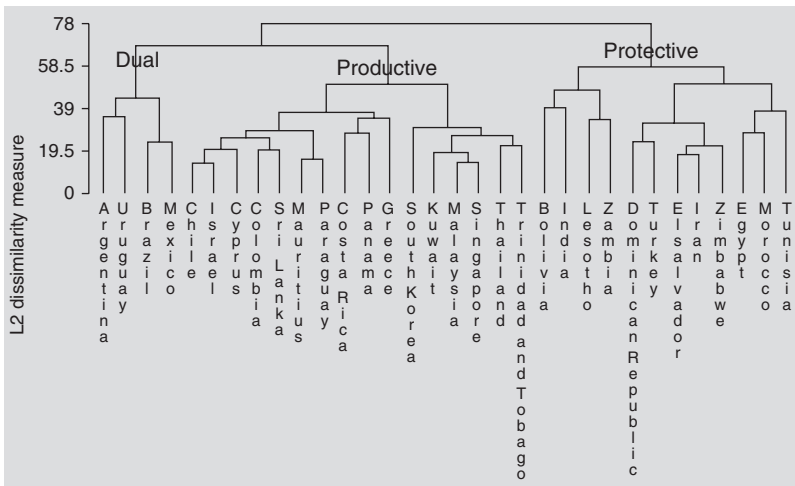 78
58.5
39
19.5
0
L2 dissimilarity measure
Dual
Productive
Protective
Argentina
Uruguay
Brazil
Mexico
Chile
Israel
Cyprus
Colombia
Sri Lanka
Mauritius
Paraguay
Costa Rica
Panama
Greece
South Korea
Kuwait
Malaysia
Singapore
Thailand
Trinidad and Tobago
Bolivia
India
Lesotho
Zambia
Dominican Republic
Turkey
Elsalvador
Iran
Zimbabwe
Egypt
Morocco
Tunisia